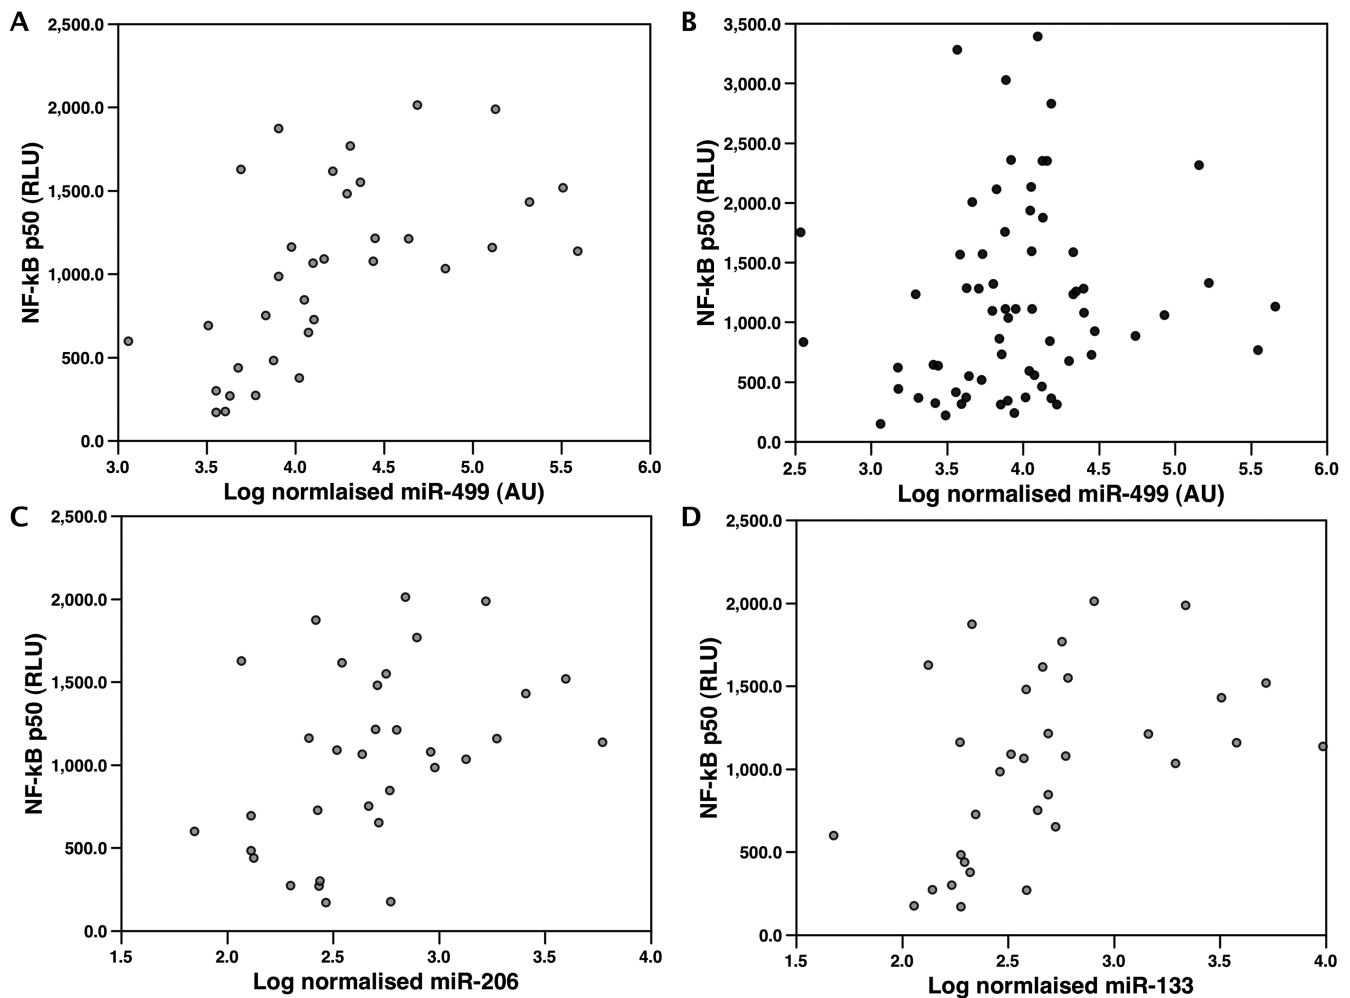 A
NF-kB p50 (RLU)
2,500.0
2,000.0
1,500.0
1,000.0
500.0
0.0
3.0 3.5 4.0 4.5 5.0 5.5 6.0
Log normlaised miR-499 (AU)
B
NF-kB p50 (RLU)
3,500.0
3,000.0
2,500.0
2,000.0
1,500.0
1,000.0
500.0
0.0
2.5 3.0 3.5 4.0 4.5 5.0 5.5 6.0
Log normalised miR-499 (AU)
C
NF-kB p50 (RLU)
2,500.0
2,000.0
1,500.0
1,000.0
500.0
0.0
1.5 2.0 2.5 3.0 3.5 4.0
Log normalised miR-206
D
NF-kB p50 (RLU)
2,500.0
2,000.0
1,500.0
1,000.0
500.0
0.0
1.5 2.0 2.5 3.0 3.5 4.0
Log normlaised miR-133